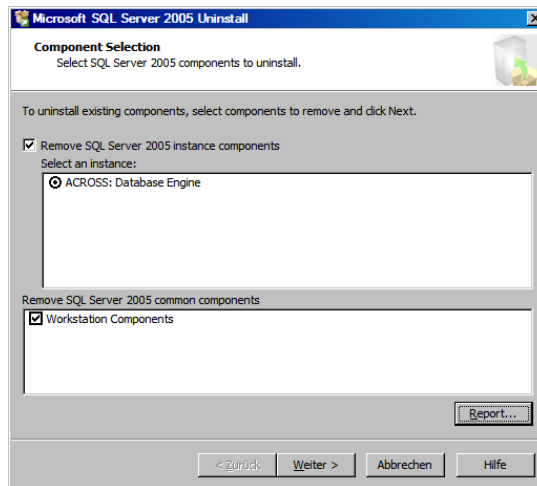 Microsoft SQL Server 2005 Uninstall
Component Selection
Select SQL Server 2005 components to uninstall.
To uninstall existing components, select components to remove and click Next.
Remove SQL Server 2005 instance components
Select an instance:
ACROSS: Database Engine
Remove SQL Server 2005 common components
Workstation Components
Report...
< Zurück Weiter > Abbrechen Hilfe